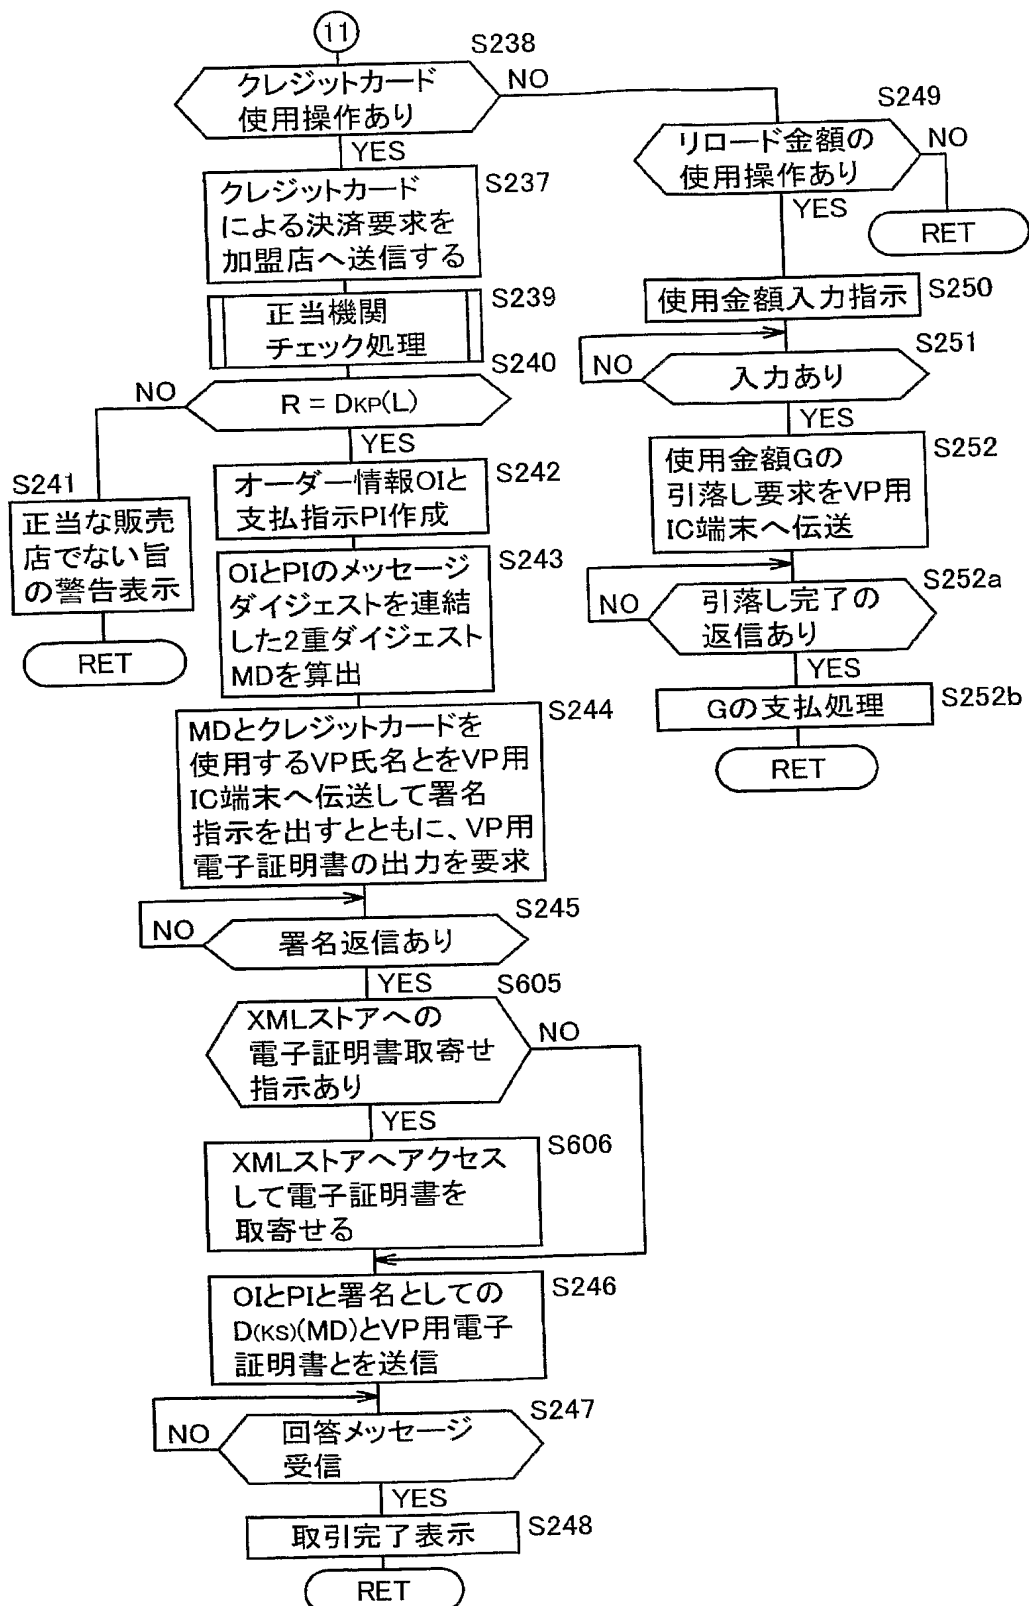 11
S238
クレジットカード
使用操作あり
NO
YES
S237
クレジットカード
による決済要求を
加盟店へ送信する
S239
正当機関
チェック処理
S240
R = DKP(L)
NO
YES
S241
正当な販売
店でない旨
の警告表示
RET
S242
オーダー情報OIと
支払指示PI作成
S243
OIとPIのメッセージ
ダイジェストを連結
した2重ダイジェスト
MDを算出
S244
MDとクレジットカードを
使用するVP氏名とをVP用
IC端末へ伝送して署名
指示を出すとともに、VP用
電子証明書の出力を要求
S245
署名返信あり
NO
YES
S605
XMLストアへの
電子証明書取寄せ
指示あり
NO
YES
S606
XMLストアへアクセス
して電子証明書を
取寄せる
S246
OIとPIと署名としての
D(KS)(MD)とVP用電子
証明書とを送信
S247
回答メッセージ
受信
NO
YES
S248
取引完了表示
RET
S249
リロード金額の
使用操作あり
NO
YES
RET
S250
使用金額入力指示
S251
入力あり
NO
YES
S252
使用金額Gの
引落し要求をVP用
IC端末へ伝送
S252a
引落し完了の
返信あり
NO
YES
S252b
Gの支払処理
RET